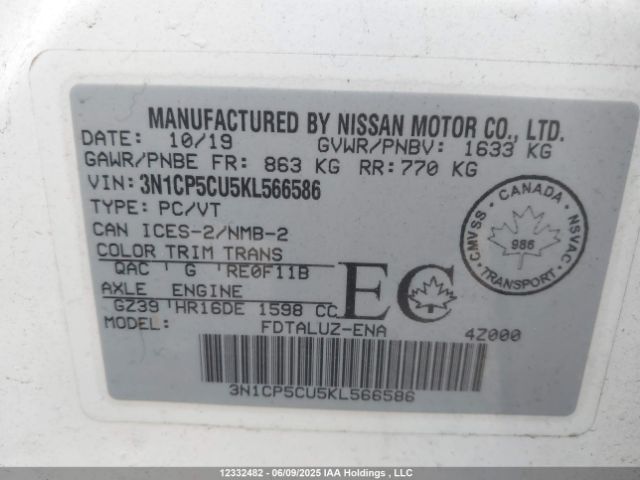 MANUFACTURED BY NISSAN MOTOR CO., LTD.
DATE: 10/19 GVWR/PNBV: 1633 KG
GAWR/PNBE FR: 863 KG RR: 770 KG
VIN: 3N1CP5CU5KL566586
TYPE: PC/VT
CAN ICES-2/NMB-2
COLOR TRIM TRANS
QAC G RE0F11B
AXLE ENGINE
GZ39 HR16DE 1598 CC
MODEL: FDTALUZ-ENA 4Z000
EC
CANADA
CMVSS NSVAC
986
TRANSPORT
3N1CP5CU5KL566586
12332482 - 06/09/2025 IAA Holdings , LLC